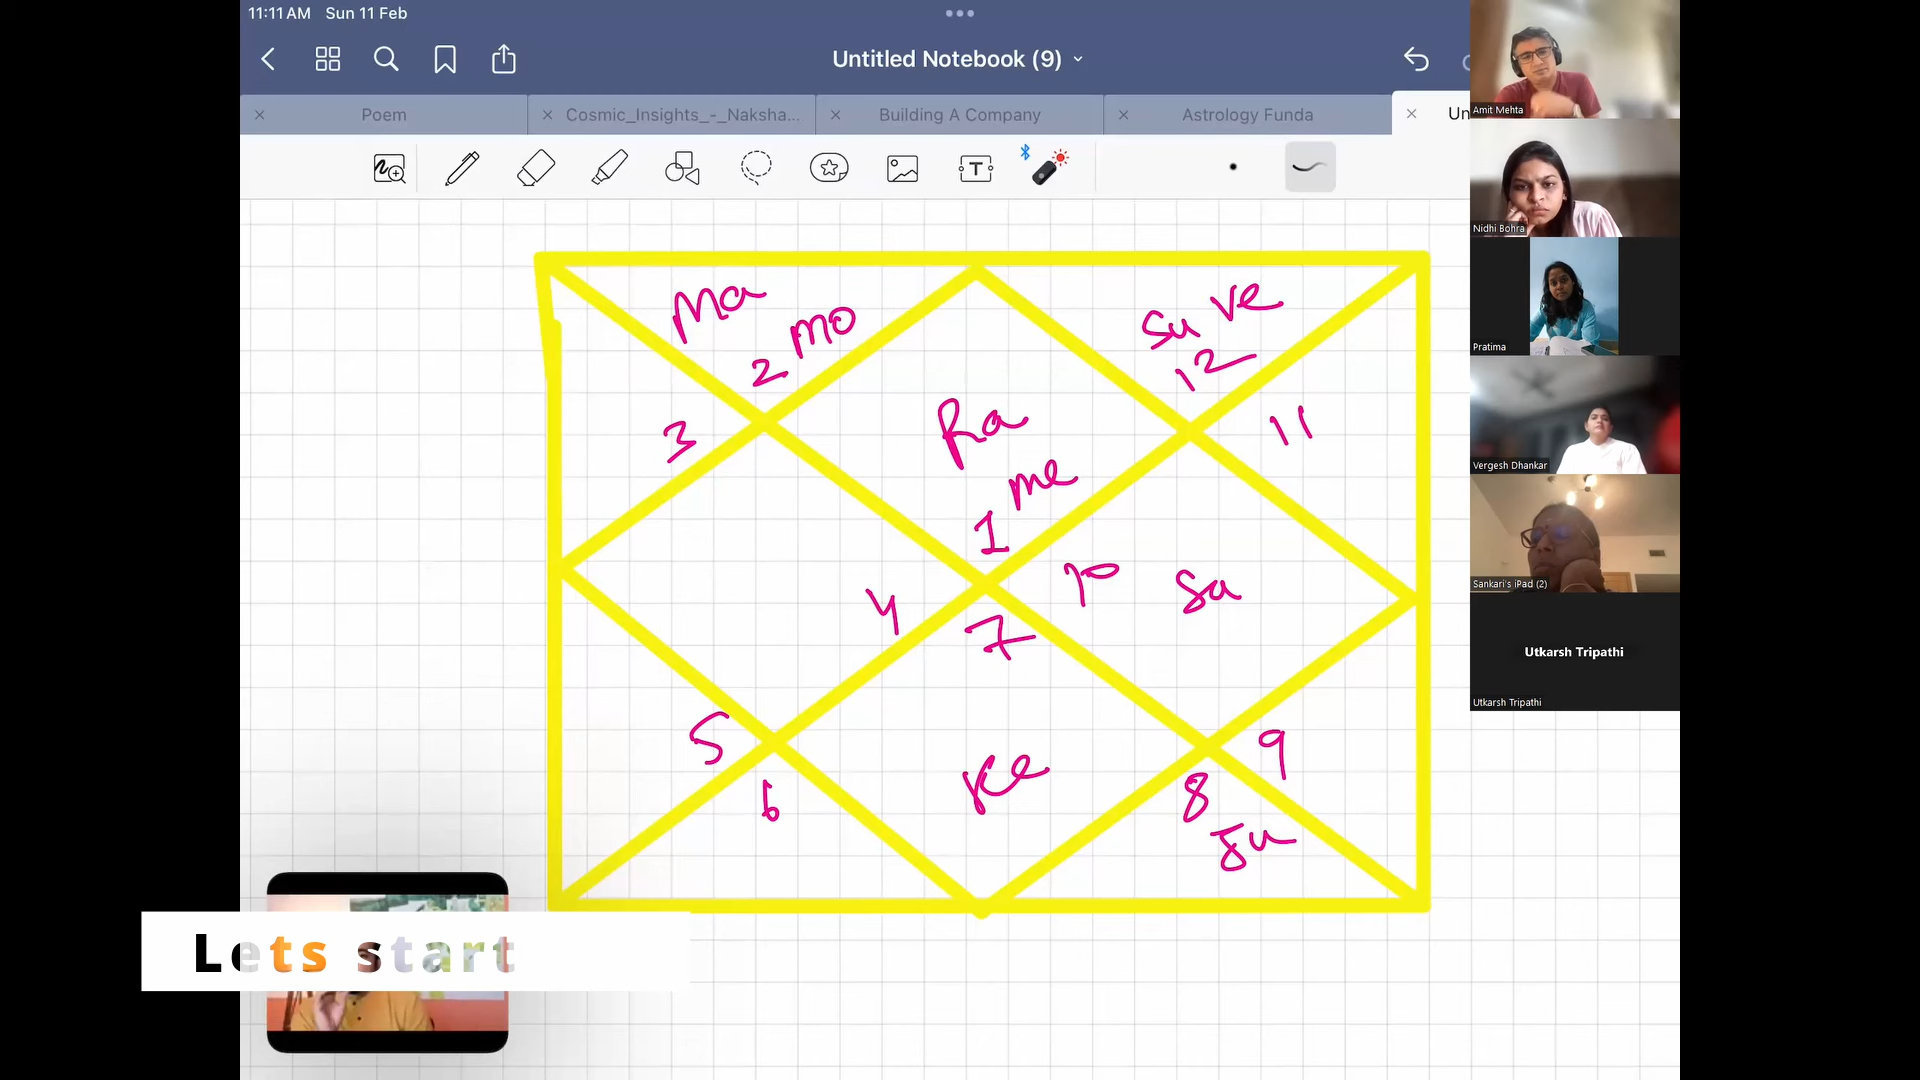 11:11 AM Sun 11 Feb
Untitled Notebook (9)
Poem
Cosmic_Insights_-_Naksha...
Building A Company
Astrology Funda
Un
T
Ma
Mo
2
Su Ve
12
3
Ra
Me
1
11
4
10
Sa
7
5
6
Ke
9
8
Ju
Lets start
Amit Mehta
Nidhi Bohra
Pratima
Vergesh Dhankar
Sankari's iPad (2)
Utkarsh Tripathi
Utkarsh Tripathi